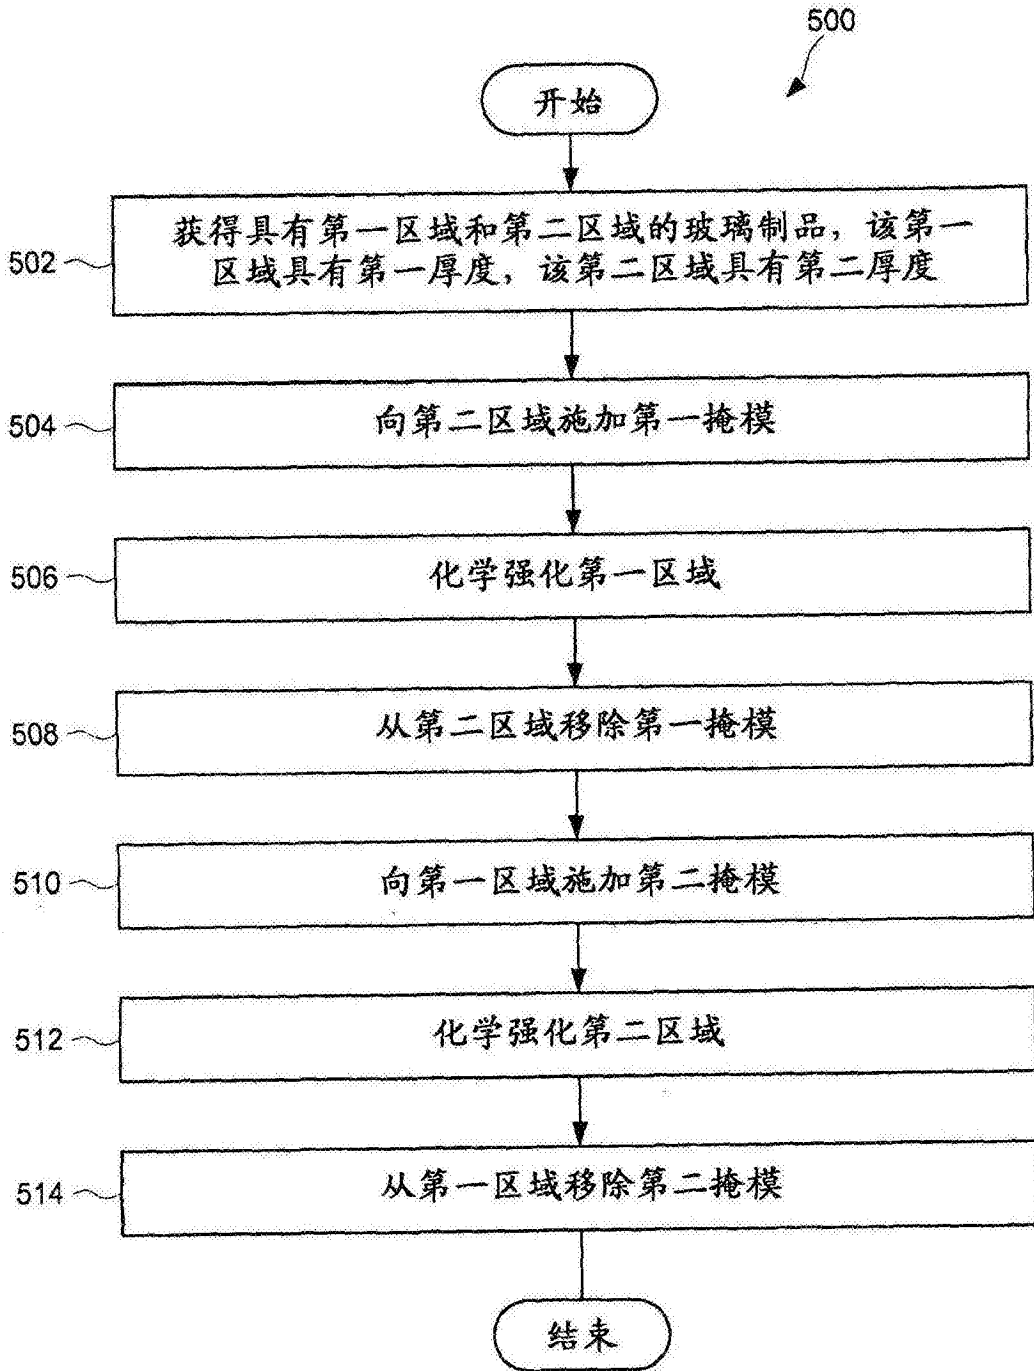 500
开始
502
获得具有第一区域和第二区域的玻璃制品，该第一
区域具有第一厚度，该第二区域具有第二厚度
504
向第二区域施加第一掩模
506
化学强化第一区域
508
从第二区域移除第一掩模
510
向第一区域施加第二掩模
512
化学强化第二区域
514
从第一区域移除第二掩模
结束